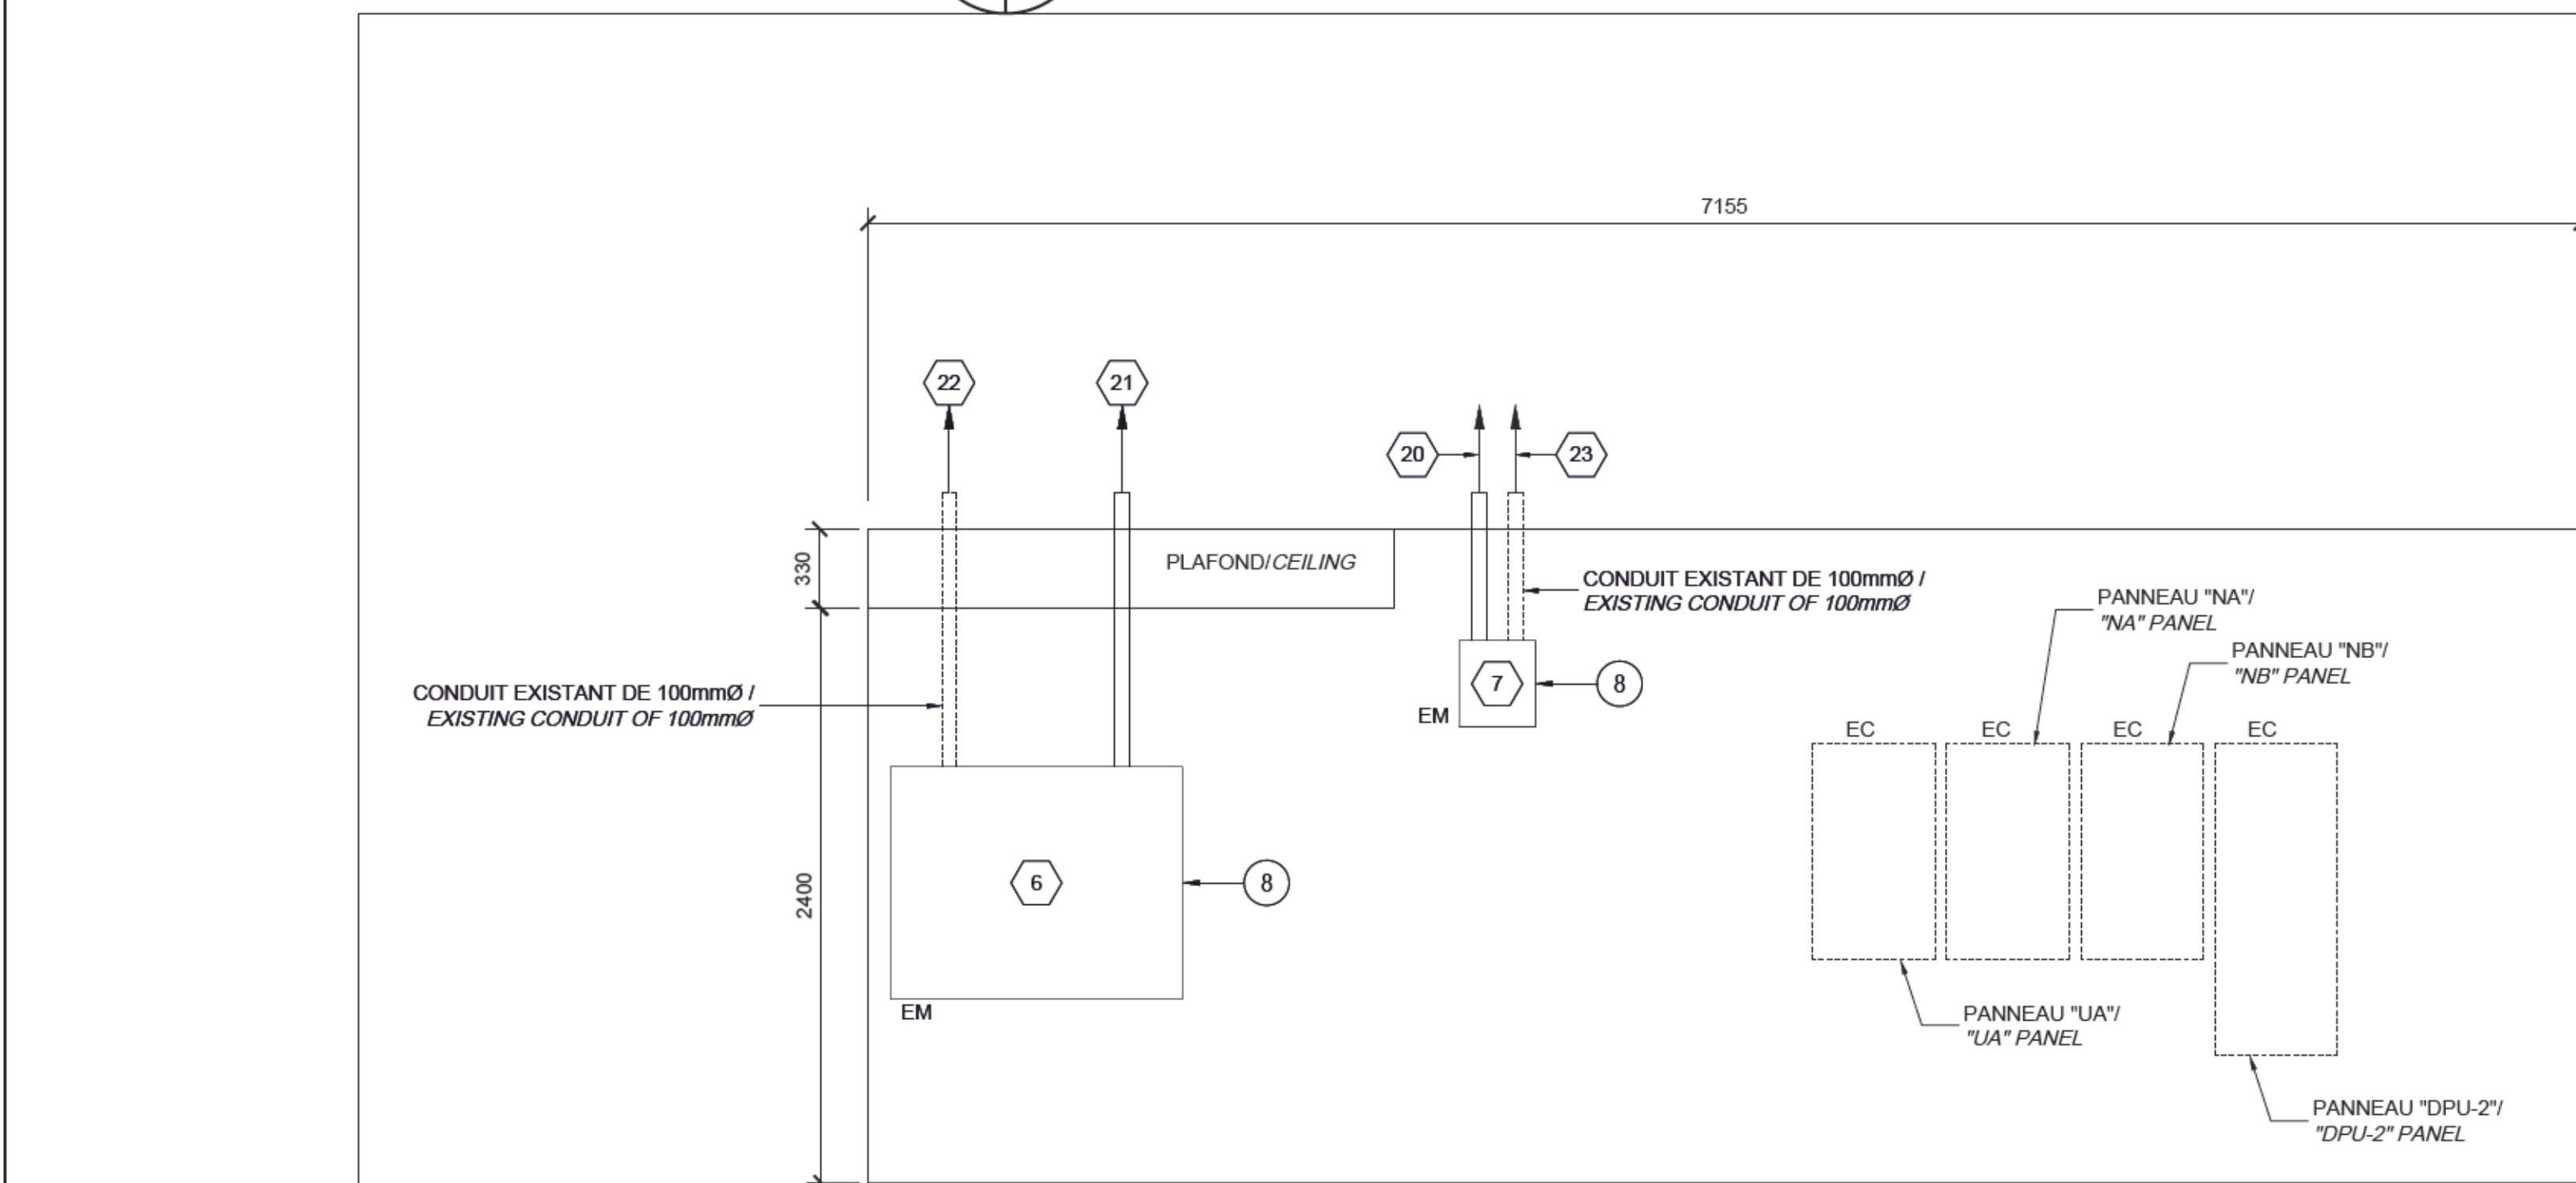 7155
22
21
20
23
330
PLAFOND/CEILING
CONDUIT EXISTANT DE 100mmØ /
EXISTING CONDUIT OF 100mmØ
PANNEAU "NA"/
"NA" PANEL
PANNEAU "NB"/
"NB" PANEL
7
8
EM
CONDUIT EXISTANT DE 100mmØ /
EXISTING CONDUIT OF 100mmØ
EC
EC
EC
EC
2400
6
8
EM
PANNEAU "UA"/
"UA" PANEL
PANNEAU "DPU-2"/
"DPU-2" PANEL